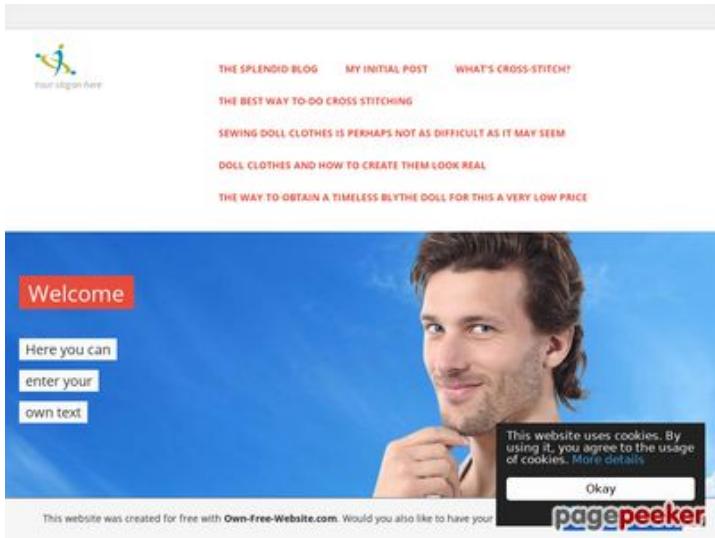 Your slogan here
THE SPLENDID BLOG MY INITIAL POST WHAT'S CROSS-STITCH?
THE BEST WAY TO-DO CROSS STITCHING
SEWING DOLL CLOTHES IS PERHAPS NOT AS DIFFICULT AS IT MAY SEEM
DOLL CLOTHES AND HOW TO CREATE THEM LOOK REAL
THE WAY TO OBTAIN A TIMELESS BLYTHE DOLL FOR THIS A VERY LOW PRICE
Welcome
Here you can
enter your
own text
This website uses cookies. By
using it, you agree to the usage
of cookies. More details
Okay
This website was created for free with Own-Free-Website.com. Would you also like to have your
pagepeeker